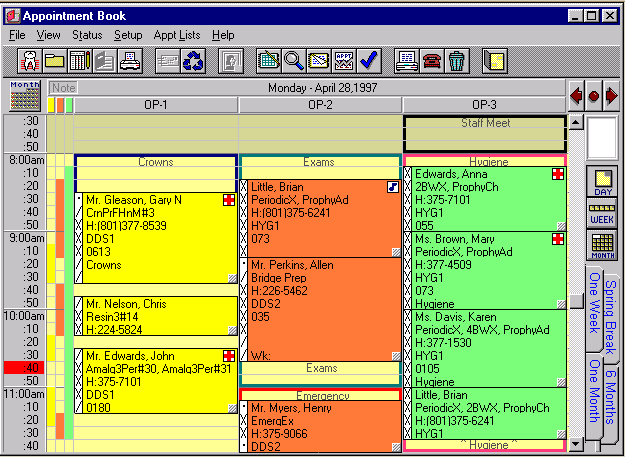 Appointment Book
File View Status Setup Appt Lists Help
APPT
Month
Note
Monday - April 28,1997
OP-1
OP-2
OP-3
:30
:40
:50
8:00am
:10
:20
:30
:40
:50
9:00am
:10
:20
:30
:40
:50
10:00am
:10
:20
:30
:40
:50
11:00am
:10
:20
:30
:40
Crowns
Mr. Gleason, Gary N
CrnPrFHnM#3
H:(801)377-8539
DDS1
0613
Crowns
Mr. Nelson, Chris
Resin3#14
H:224-5824
Mr. Edwards, John
Amalg3Per#30, Amalg3Per#31
H:375-7101
DDS1
0180
Exams
Little, Brian
PeriodicX, ProphyAd
H:(801)375-6241
HYG1
073
Mr. Perkins, Allen
Bridge Prep
H:226-5462
DDS2
035
Wk:
Exams
Emergency
Mr. Myers, Henry
EmergEx
H:375-9066
DDS2
Staff Meet
Hygiene
Edwards, Anna
2BWX, ProphyCh
H:375-7101
HYG1
055
Ms. Brown, Mary
PeriodicX, ProphyAd
H:377-4509
HYG1
073
Hygiene
Ms. Davis, Karen
PeriodicX, 4BWX, ProphyAd
H:377-1530
HYG1
0105
Hygiene
Little, Brian
PeriodicX, 2BWX, ProphyCh
H:(801)375-6241
HYG1
Hygiene
DAY
WEEK
MONTH
One Week
Spring Break
One Month
6 Months